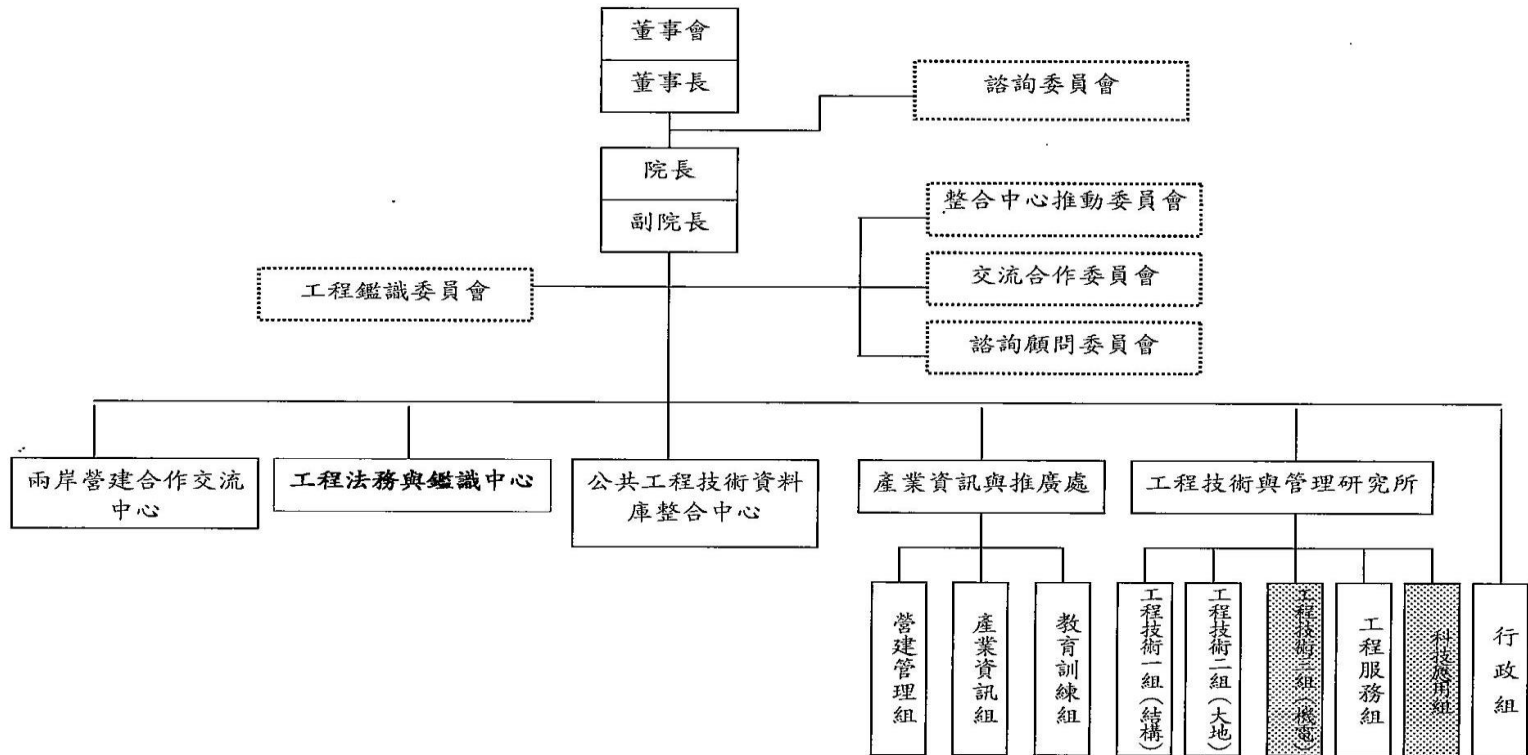 董事會
董事長
諮詢委員會
院長
副院長
整合中心推動委員會
交流合作委員會
諮詢顧問委員會
工程鑑識委員會
兩岸營建合作交流
中心
工程法務與鑑識中心
公共工程技術資料
庫整合中心
產業資訊與推廣處
工程技術與管理研究所
營建管理組
產業資訊組
教育訓練組
工程技術一組(結構)
工程技術二組(大地)
工程技術三組(機電)
工程服務組
科技應用組
行政組